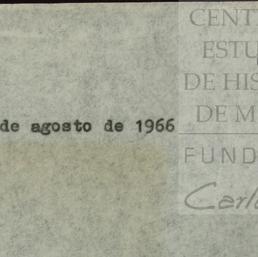 CENT
ESTU
DE HIS
DE M
de agosto de 1966
FUND
Carl